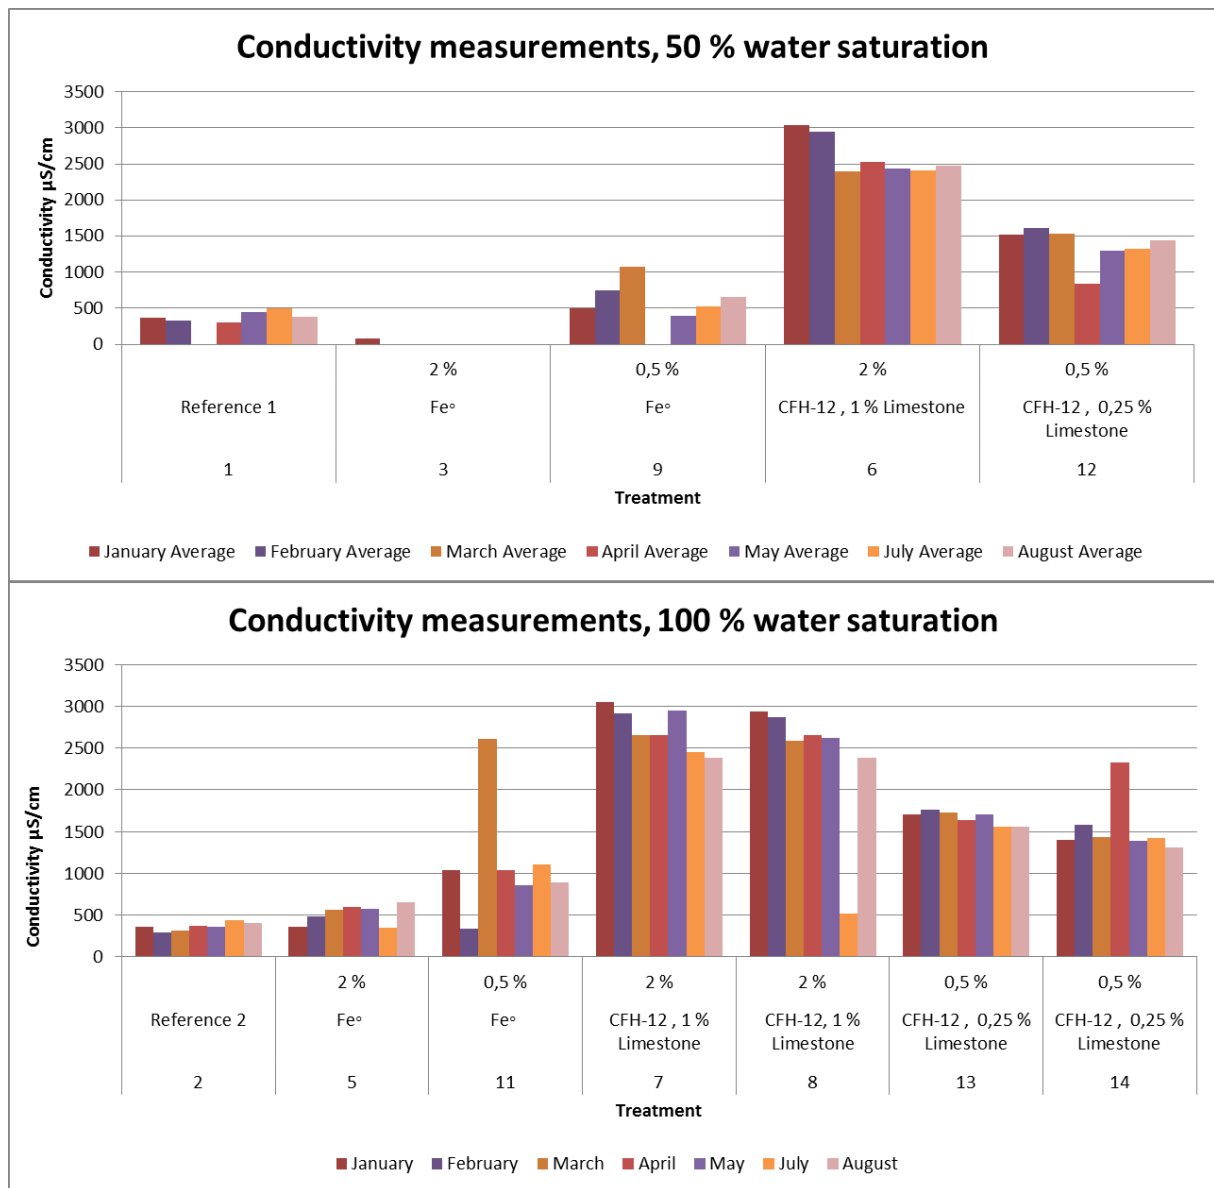 Conductivity measurements, 50 % water saturation
Conductivity µS/cm
3500
3000
2500
2000
1500
1000
500
0
2 % 0,5 % 2 % 0,5 %
Reference 1 Fe° Fe° CFH-12 , 1 % Limestone CFH-12 , 0,25 %
Limestone
1 3 9 6 12
Treatment
January Average February Average March Average April Average May Average July Average August Average
Conductivity measurements, 100 % water saturation
Conductivity µS/cm
3500
3000
2500
2000
1500
1000
500
0
2 % 0,5 % 2 % 2 % 0,5 % 0,5 %
Reference 2 Fe° Fe° CFH-12 , 1 % CFH-12, 1 % CFH-12 , 0,25 % CFH-12 , 0,25 %
Limestone Limestone Limestone Limestone
2 5 11 7 8 13 14
Treatment
January February March April May July August